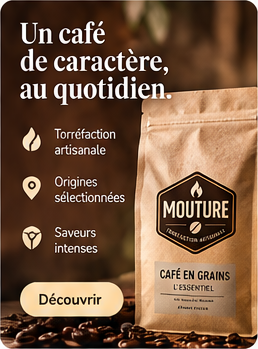 Un café
de caractère,
au quotidien.
Torréfaction
artisanale
Origines
sélectionnées
Saveurs
intenses
Découvrir
MOUTURE
TORRÉFACTION ARTISANALE
CAFÉ EN GRAINS
L'ESSENTIEL